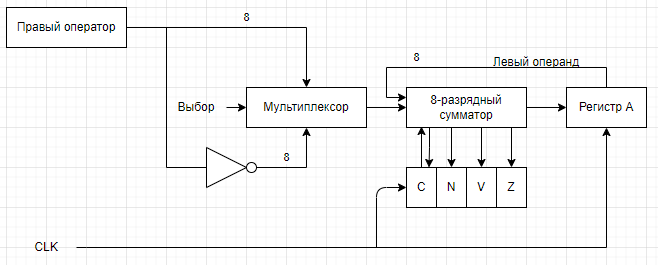 Правый оператор
8
8
Левый операнд
Выбор
Мультиплексор
8-разрядный
сумматор
Регистр A
8
C N V Z
CLK